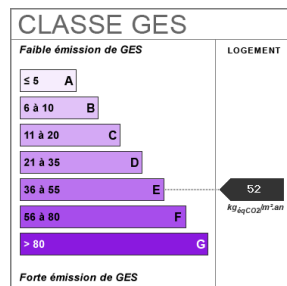 CLASSE GES
Faible émission de GES
LOGEMENT
≤ 5 A
6 à 10 B
11 à 20 C
21 à 35 D
36 à 55 E
52
kgéqCO2/m².an
56 à 80 F
> 80 G
Forte émission de GES